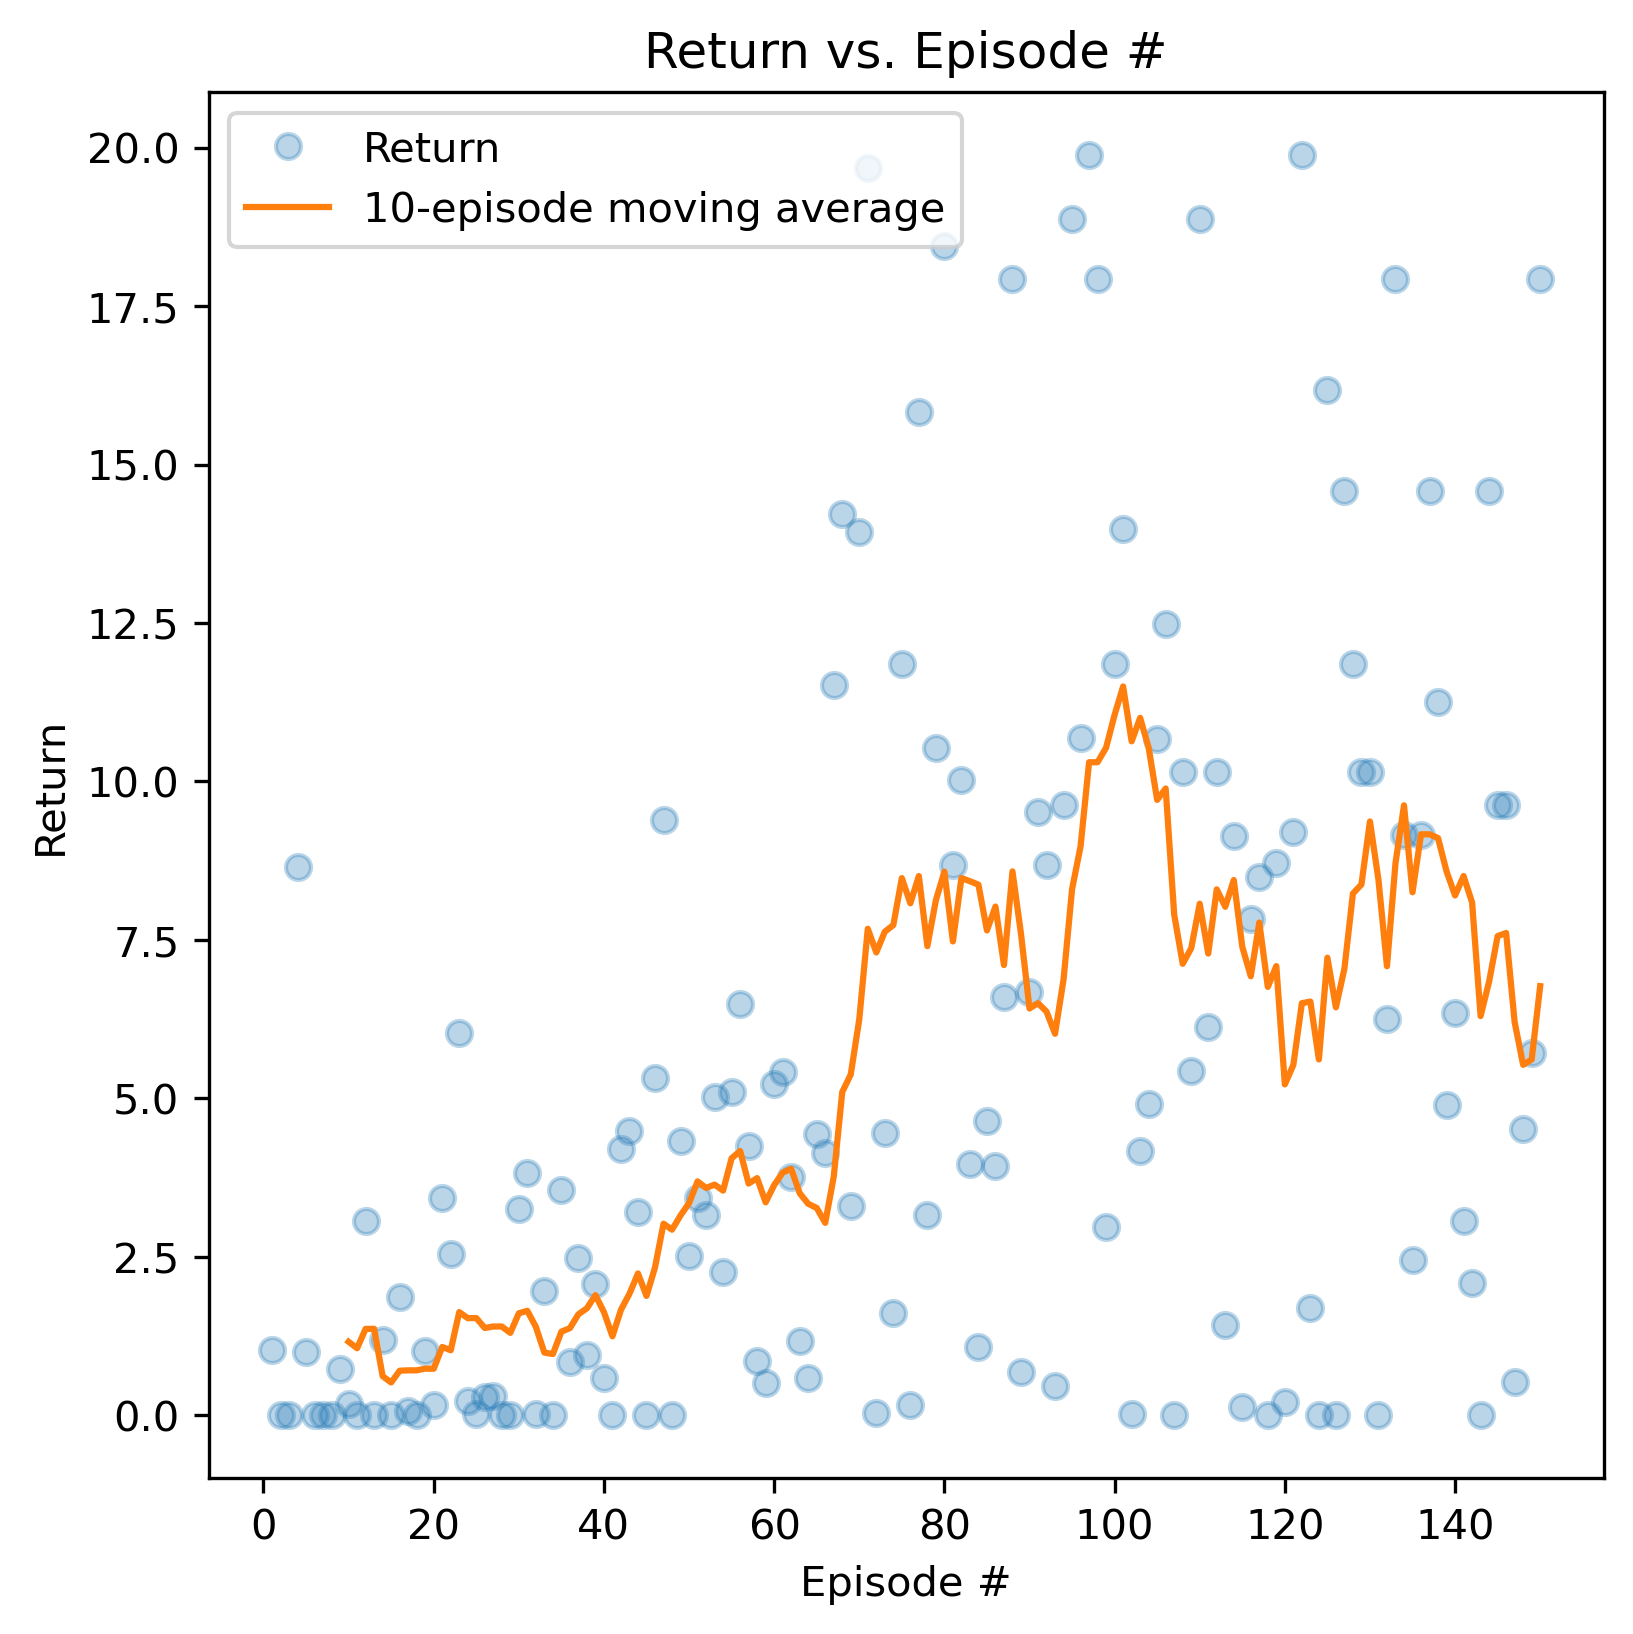 Return vs. Episode #
Return
10-episode moving average
20.0
17.5
15.0
12.5
10.0
7.5
5.0
2.5
0.0
Return
0 20 40 60 80 100 120 140
Episode #